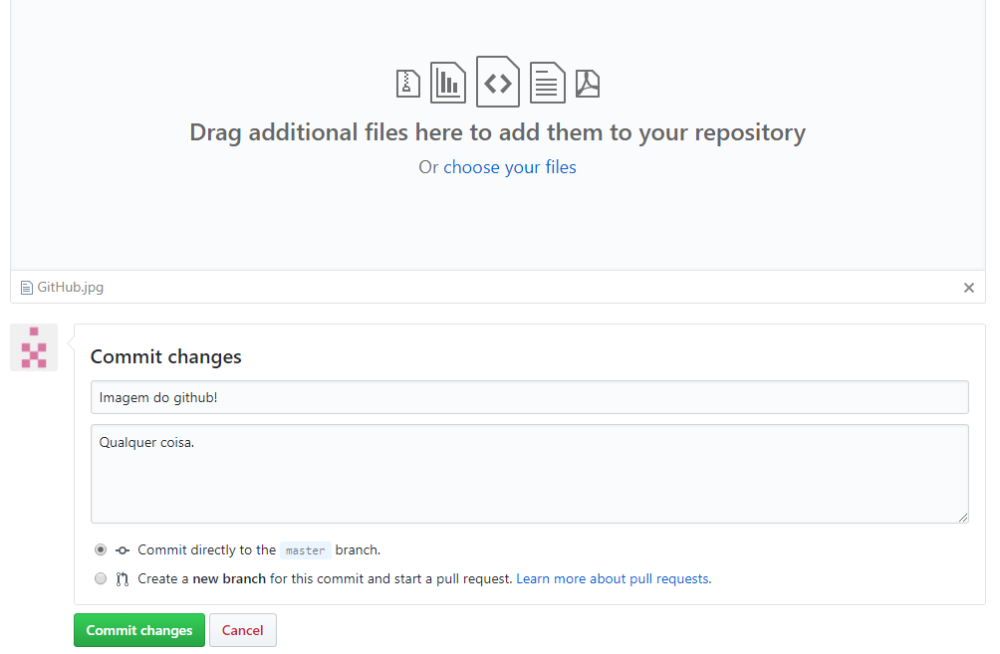 Drag additional files here to add them to your repository
Or choose your files
GitHub.jpg
Commit changes
Imagem do github!
Qualquer coisa.
Commit directly to the master branch.
Create a new branch for this commit and start a pull request. Learn more about pull requests.
Commit changes Cancel